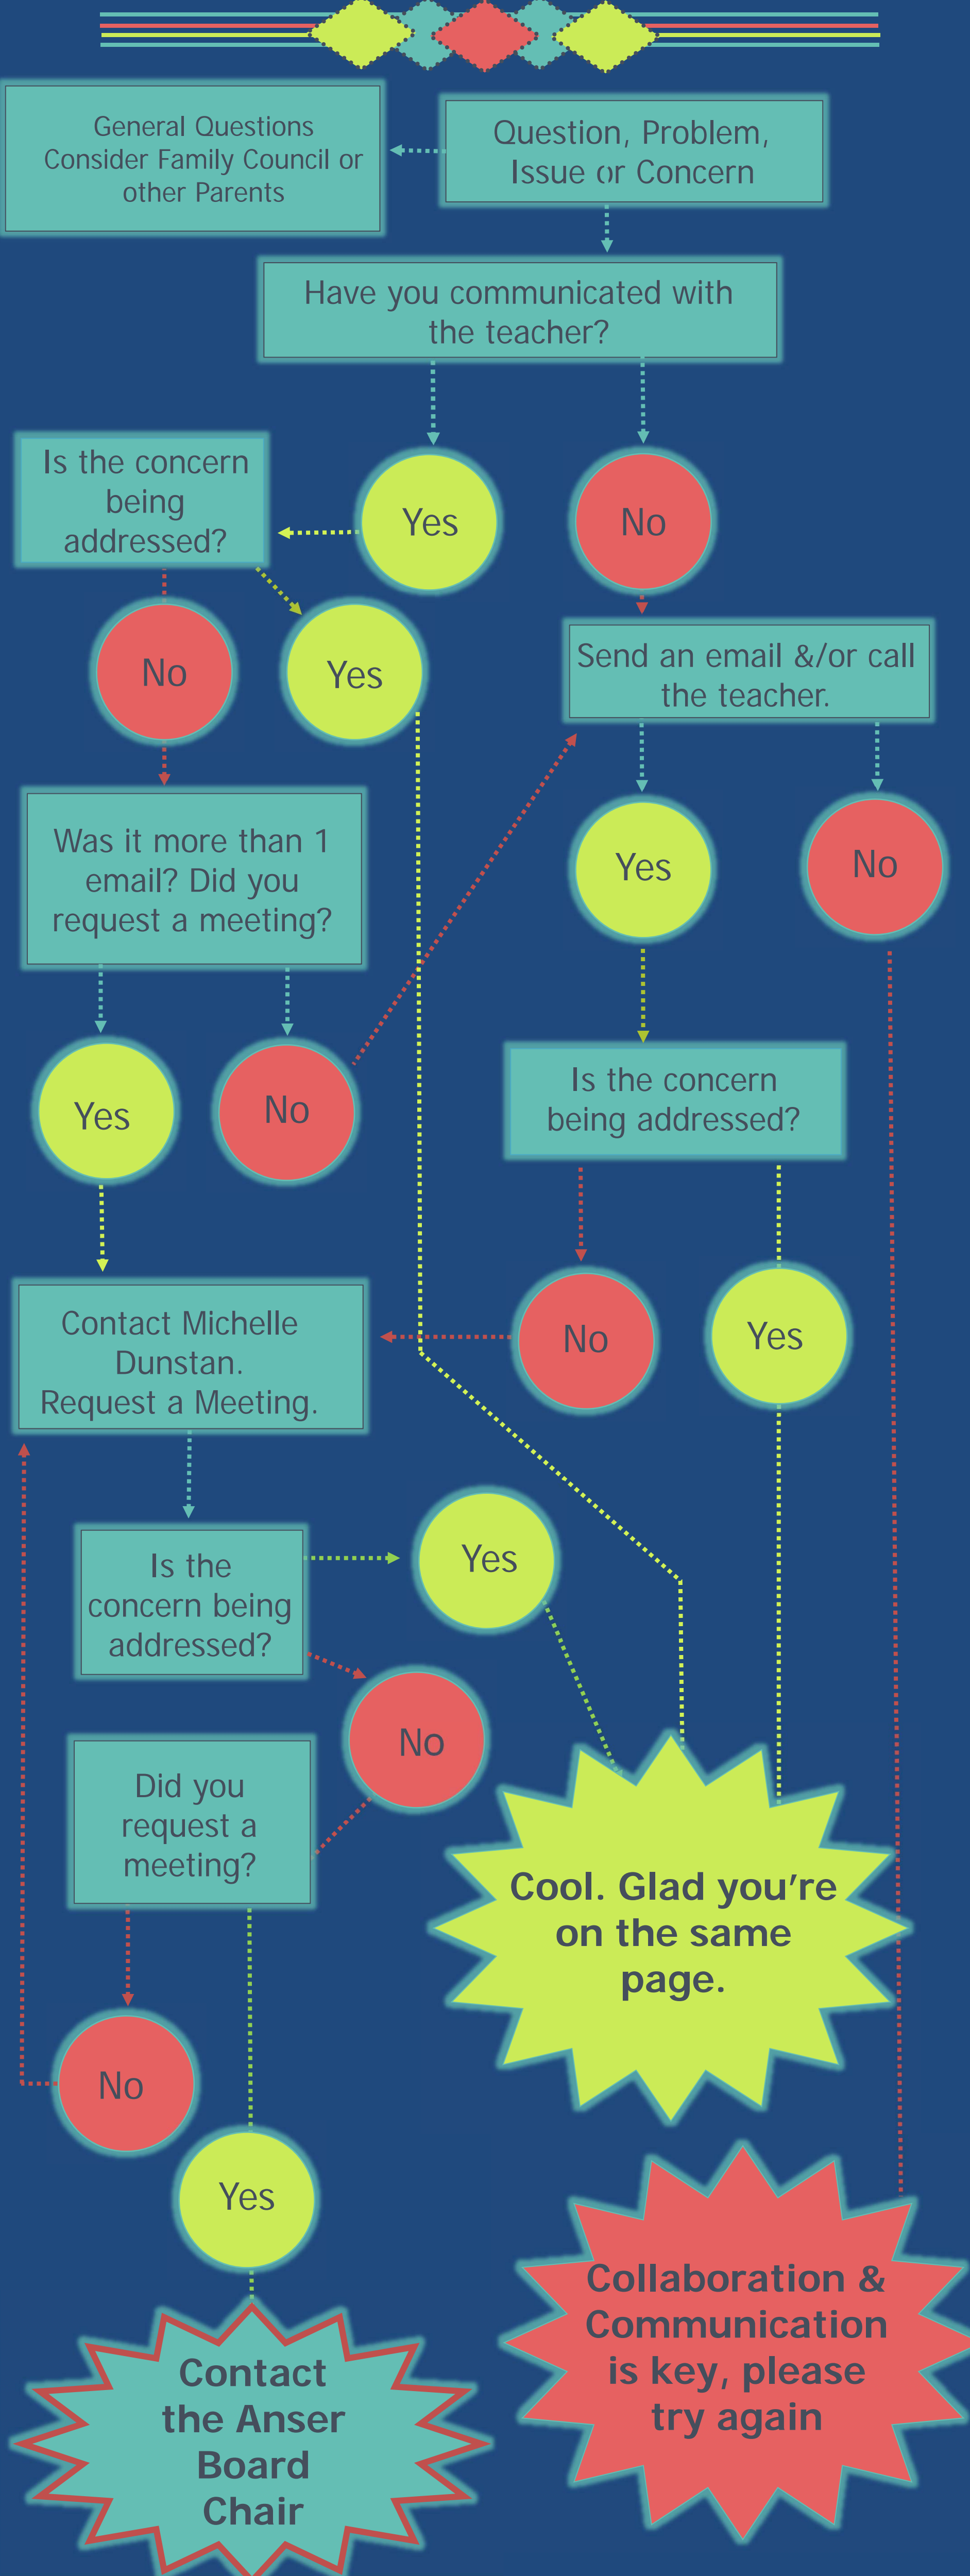 General Questions
Consider Family Council or
other Parents
Question, Problem,
Issue or Concern
Have you communicated with
the teacher?
Is the concern
being
addressed?
Yes
No
No
Yes
Send an email &/or call
the teacher.
Was it more than 1
email? Did you
request a meeting?
Yes
No
Yes
No
Is the concern
being addressed?
Contact Michelle
Dunstan.
Request a Meeting.
No
Yes
Is the
concern being
addressed?
Yes
No
Did you
request a
meeting?
Cool. Glad you’re
on the same
page.
No
Yes
Collaboration &
Communication
is key, please
try again
Contact
the Anser
Board
Chair